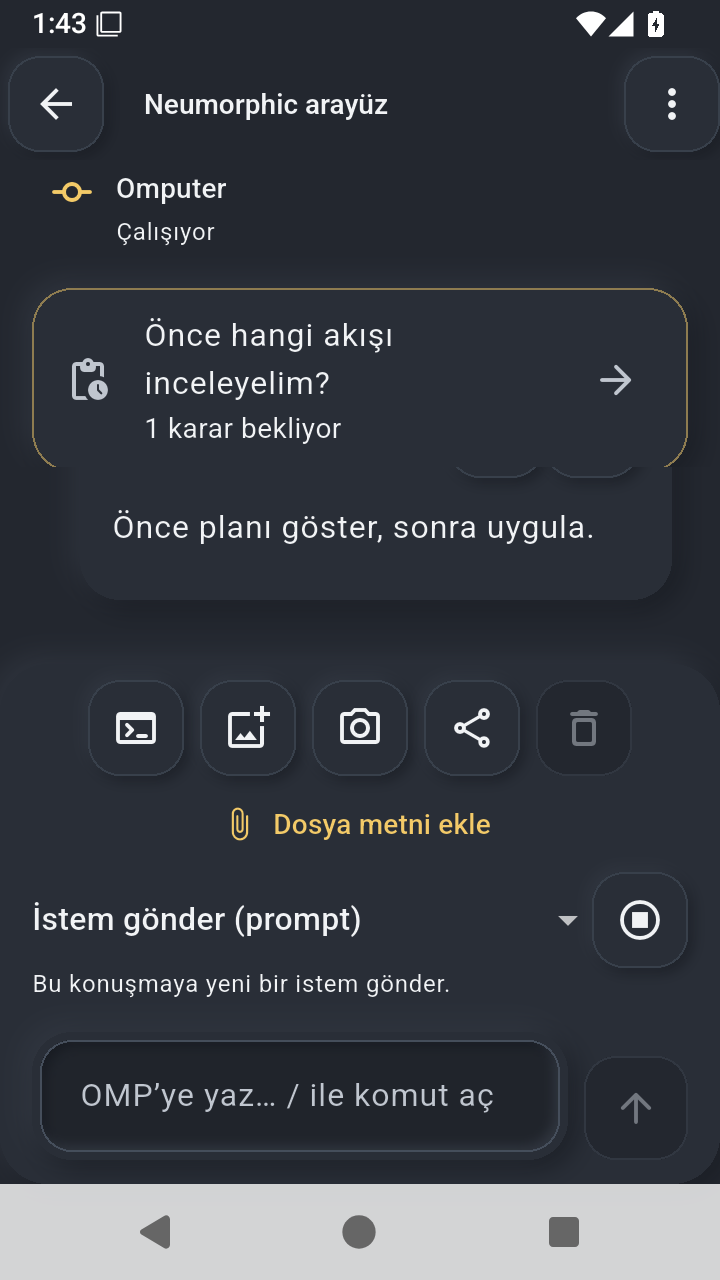 1:43
Neumorphic arayüz
Omputer
Çalışıyor
Önce hangi akışı
inceleyelim?
1 karar bekliyor
Önce planı göster, sonra uygula.
Dosya metni ekle
İstem gönder (prompt)
Bu konuşmaya yeni bir istem gönder.
OMP’ye yaz… / ile komut aç